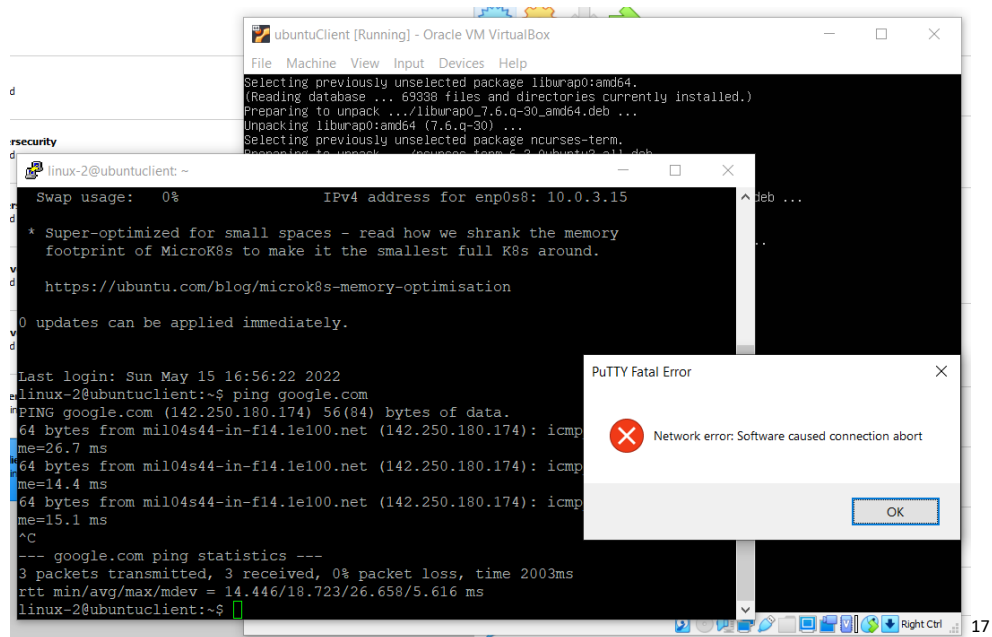 ubuntuClient [Running] - Oracle VM VirtualBox
File Machine View Input Devices Help
Selecting previously unselected package libwrap0:amd64.
(Reading database ... 69338 files and directories currently installed.)
Preparing to unpack .../libwrap0_7.6.q-30_amd64.deb ...
Unpacking libwrap0:amd64 (7.6.q-30) ...
Selecting previously unselected package ncurses-term.
d
ersecurity
d
linux-2@ubuntuclient: ~
Swap usage: 0% IPv4 address for enp0s8: 10.0.3.15
deb ...
* Super-optimized for small spaces - read how we shrank the memory
footprint of MicroK8s to make it the smallest full K8s around.
https://ubuntu.com/blog/microk8s-memory-optimisation
0 updates can be applied immediately.
Last login: Sun May 15 16:56:22 2022
linux-2@ubuntuclient:~$ ping google.com
PING google.com (142.250.180.174) 56(84) bytes of data.
64 bytes from mil04s44-in-f14.1e100.net (142.250.180.174): icmp
me=26.7 ms
64 bytes from mil04s44-in-f14.1e100.net (142.250.180.174): icmp
me=14.4 ms
64 bytes from mil04s44-in-f14.1e100.net (142.250.180.174): icmp
me=15.1 ms
^C
--- google.com ping statistics ---
3 packets transmitted, 3 received, 0% packet loss, time 2003ms
rtt min/avg/max/mdev = 14.446/18.723/26.658/5.616 ms
linux-2@ubuntuclient:~$
PuTTY Fatal Error
Network error: Software caused connection abort
OK
Right Ctrl
17